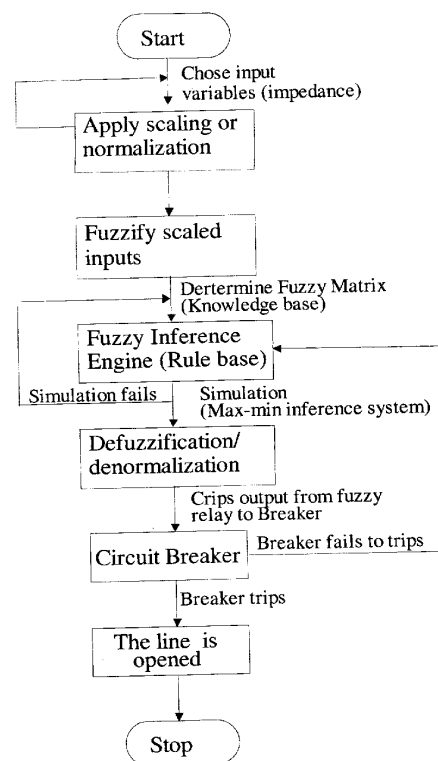 Start
Chose input
variables (impedance)
Apply scaling or
normalization
Fuzzify scaled
inputs
Dertermine Fuzzy Matrix
(Knowledge base)
Fuzzy Inference
Engine (Rule base)
Simulation fails
Simulation
(Max-min inference system)
Defuzzification/
denormalization
Crips output from fuzzy
relay to Breaker
Circuit Breaker
Breaker fails to trips
Breaker trips
The line is
opened
Stop